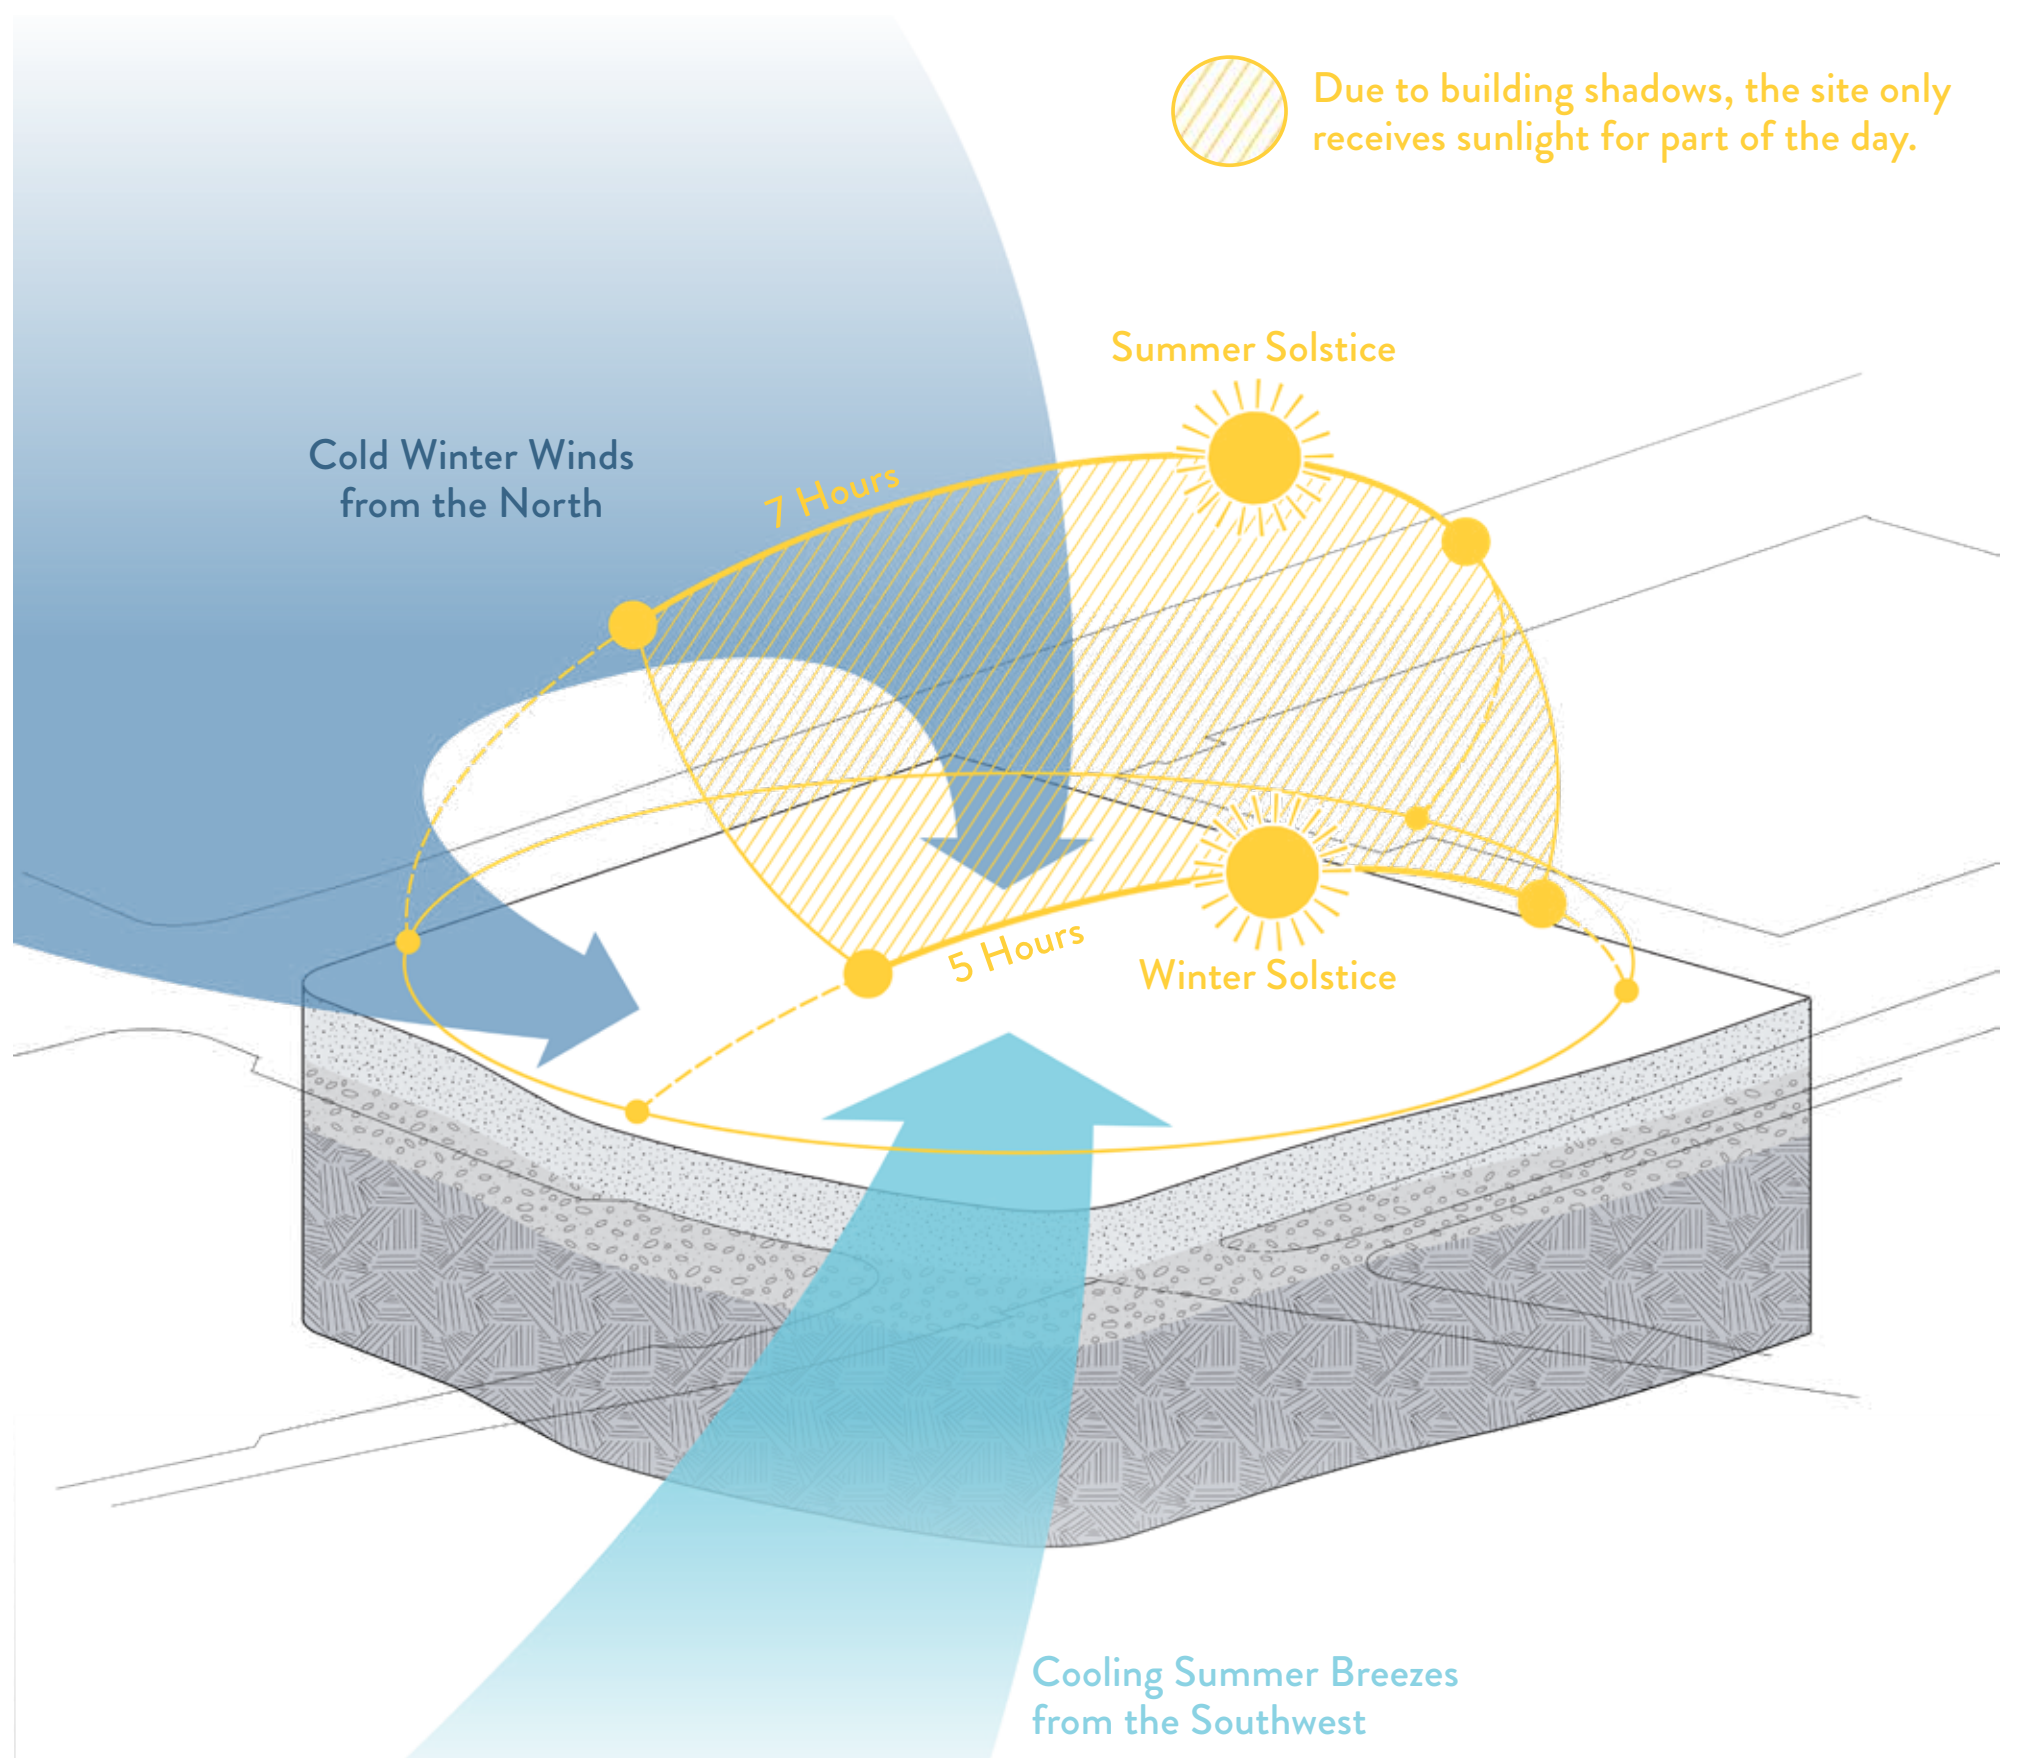 Due to building shadows, the site only
receives sunlight for part of the day.
Summer Solstice
Cold Winter Winds
from the North
7 Hours
5 Hours
Winter Solstice
Cooling Summer Breezes
from the Southwest